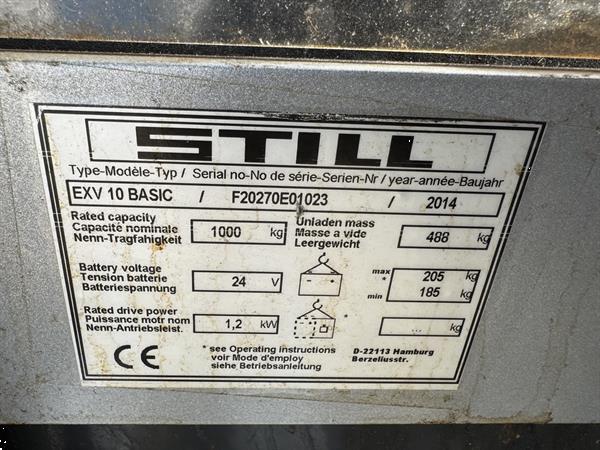 STILL
Type-Modèle-Typ / Serial no-No de série-Serien-Nr / year-année-Baujahr
EXV 10 BASIC / F20270E01023 / 2014
Rated capacity
Capacité nominale
Nenn-Tragfahigkeit
1000 kg
Unladen mass
Masse a vide
Leergewicht
488 kg
Battery voltage
Tension batterie
Batteriespannung
24 V
max * 205 kg
min * 185 kg
Rated drive power
Puissance motr nom
Nenn-Antriebsleist.
1,2 kW
... kg
CE
* see Operating instructions
voir Mode d'employ
siehe Betriebsanleitung
D-22113 Hamburg
Berzeliusstr.